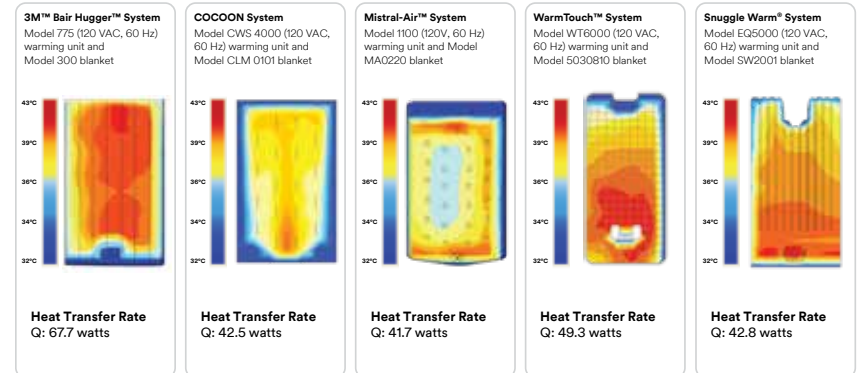 3M™ Bair Hugger™ System
Model 775 (120 VAC, 60 Hz)
warming unit and
Model 300 blanket
43°C
39°C
36°C
34°C
32°C
Heat Transfer Rate
Q: 67.7 watts
COCOON System
Model CWS 4000 (120 VAC,
60 Hz) warming unit and
Model CLM 0101 blanket
43°C
39°C
36°C
34°C
32°C
Heat Transfer Rate
Q: 42.5 watts
Mistral-Air™ System
Model 1100 (120V, 60 Hz)
warming unit and Model
MA0220 blanket
43°C
39°C
36°C
34°C
32°C
Heat Transfer Rate
Q: 41.7 watts
WarmTouch™ System
Model WT6000 (120 VAC,
60 Hz) warming unit and
Model 5030810 blanket
43°C
39°C
36°C
34°C
32°C
Heat Transfer Rate
Q: 49.3 watts
Snuggle Warm® System
Model EQ5000 (120 VAC,
60 Hz) warming unit and
Model SW2001 blanket
43°C
39°C
36°C
34°C
32°C
Heat Transfer Rate
Q: 42.8 watts